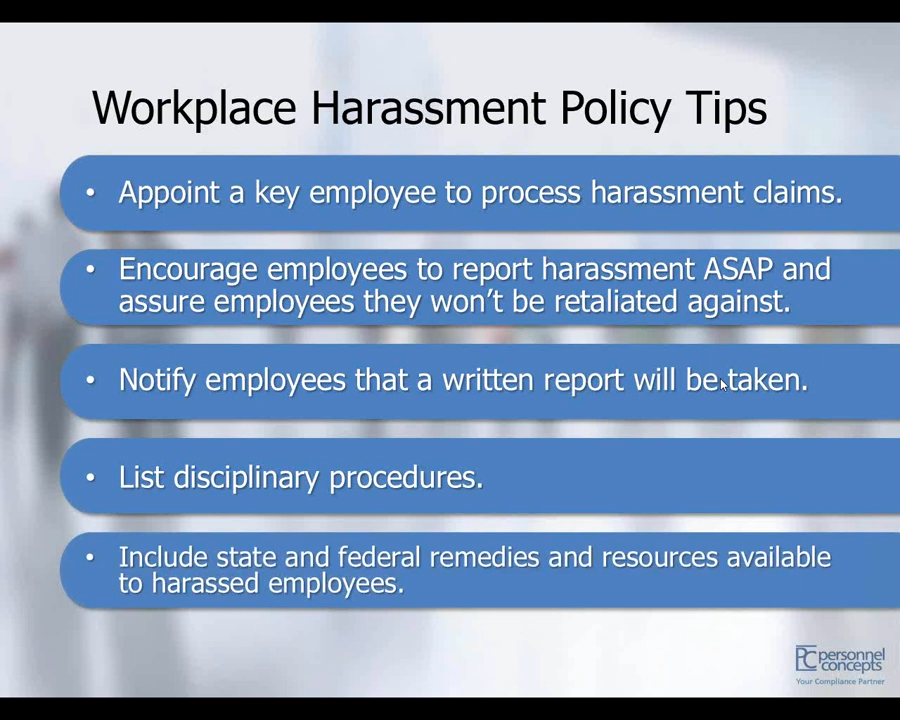 Workplace Harassment Policy Tips
• Appoint a key employee to process harassment claims.
• Encourage employees to report harassment ASAP and
assure employees they won't be retaliated against.
• Notify employees that a written report will be taken.
• List disciplinary procedures.
• Include state and federal remedies and resources available
to harassed employees.
PC personnel
concepts
Your Compliance Partner